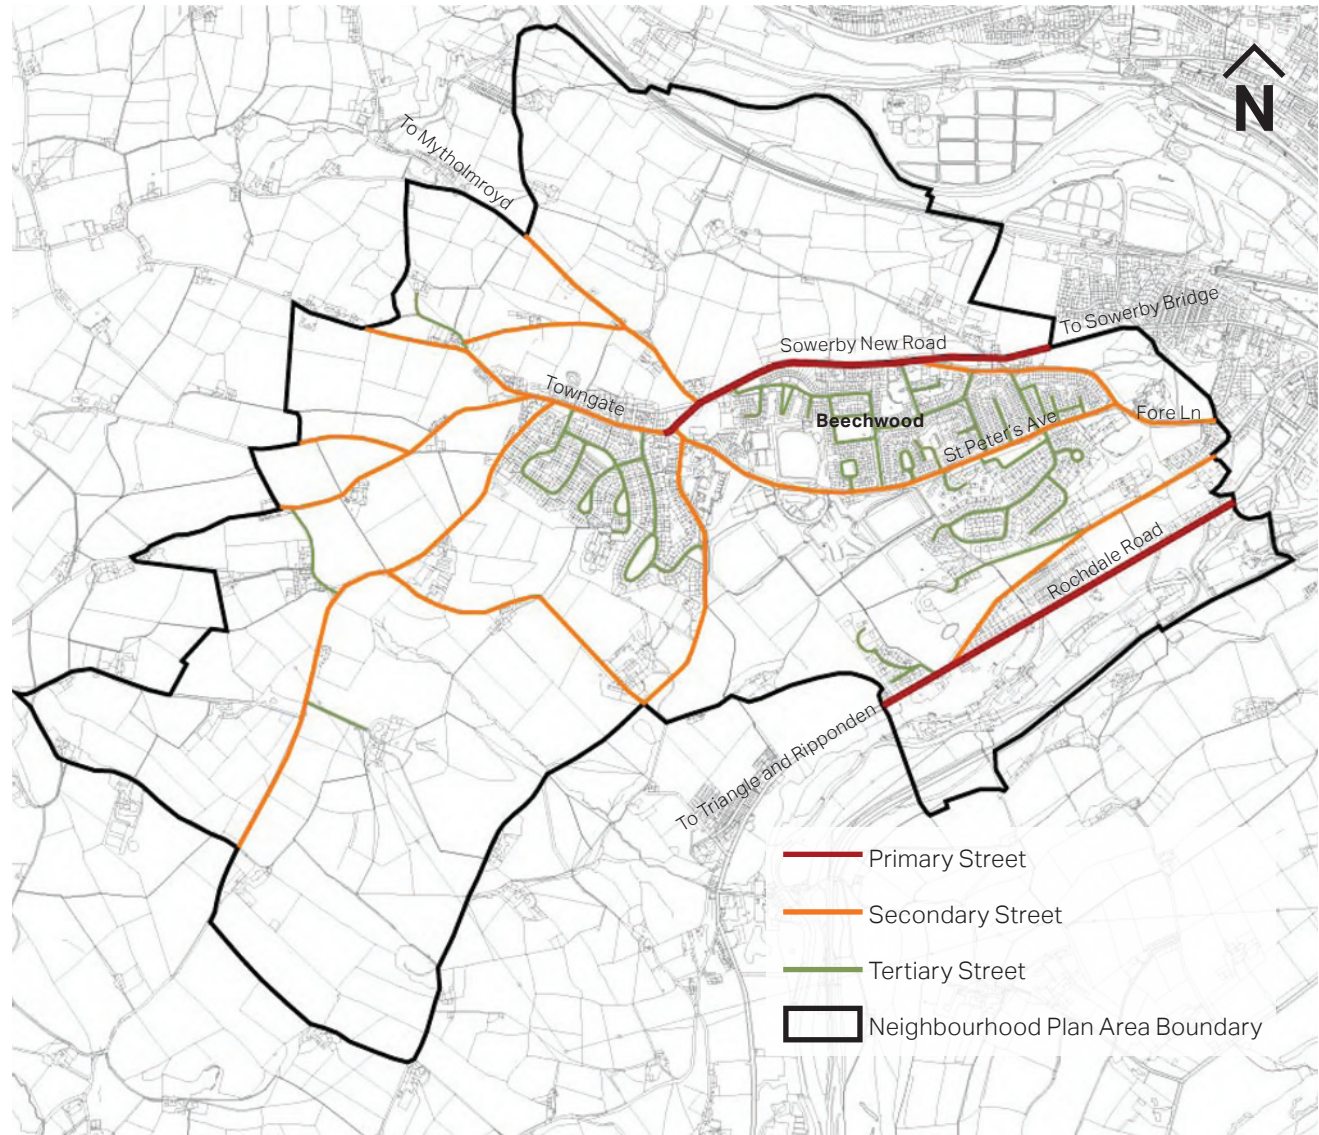 N
To Mytholmroyd
To Sowerby Bridge
Sowerby New Road
Towngate
Beechwood
Fore Ln
St Peter's Ave
Rochdale Road
To Triangle and Ripponden
Primary Street
Secondary Street
Tertiary Street
Neighbourhood Plan Area Boundary